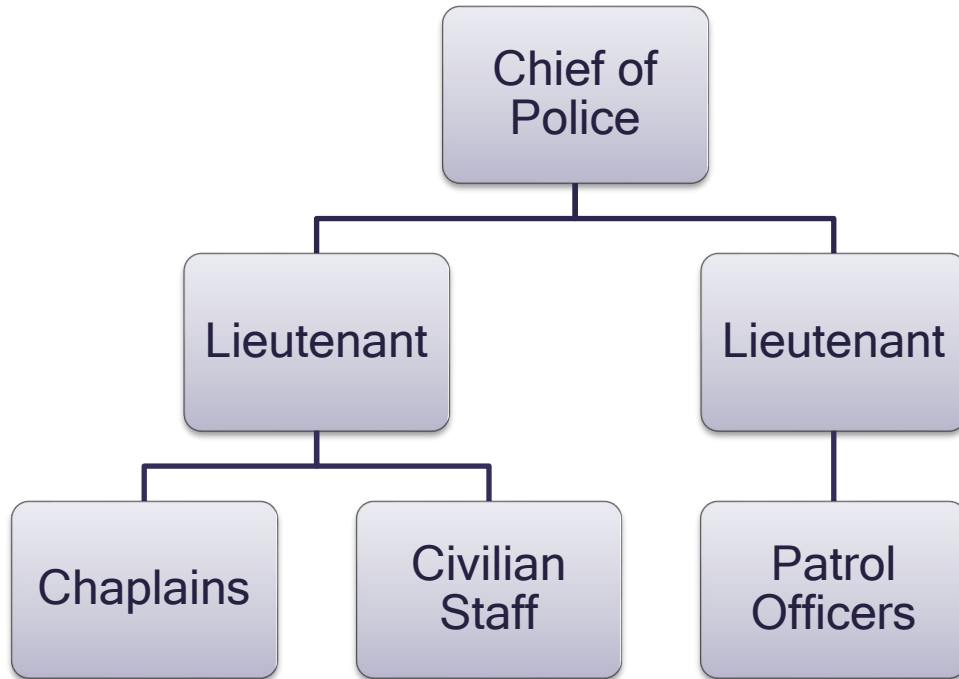 Chief of
Police
Lieutenant
Lieutenant
Chaplains
Civilian
Staff
Patrol
Officers